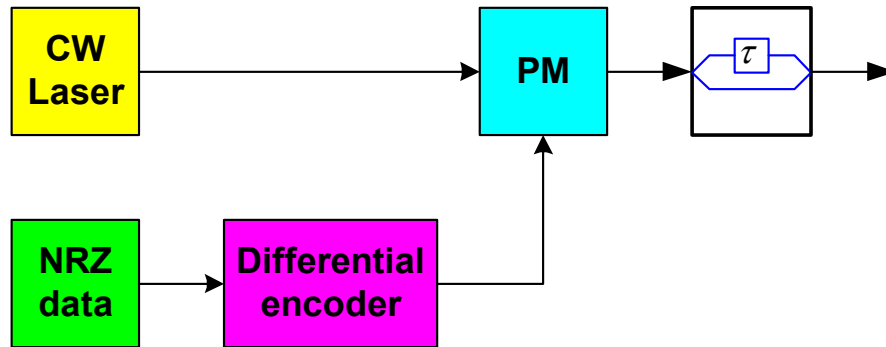 CW
Laser
PM
τ
NRZ
data
Differential
encoder